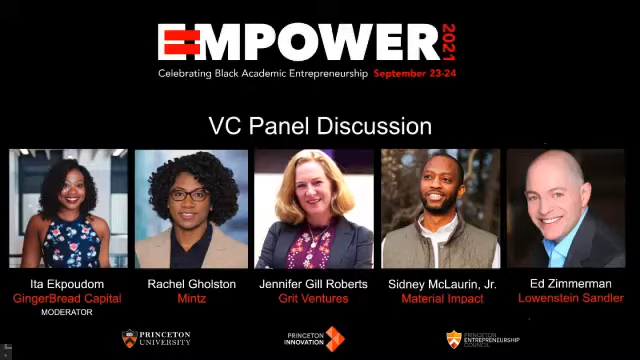 EMPOWER 2021
Celebrating Black Academic Entrepreneurship September 23-24
VC Panel Discussion
Ita Ekpoudom
GingerBread Capital
MODERATOR
Rachel Gholston
Mintz
Jennifer Gill Roberts
Grit Ventures
Sidney McLaurin, Jr.
Material Impact
Ed Zimmerman
Lowenstein Sandler
PRINCETON
UNIVERSITY
PRINCETON
INNOVATION
PRINCETON
ENTREPRENEURSHIP
COUNCIL